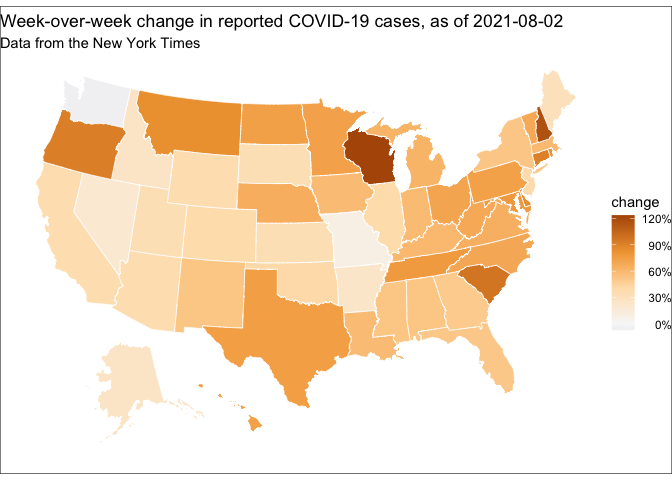 Week-over-week change in reported COVID-19 cases, as of 2021-08-02
Data from the New York Times
change
120%
90%
60%
30%
0%